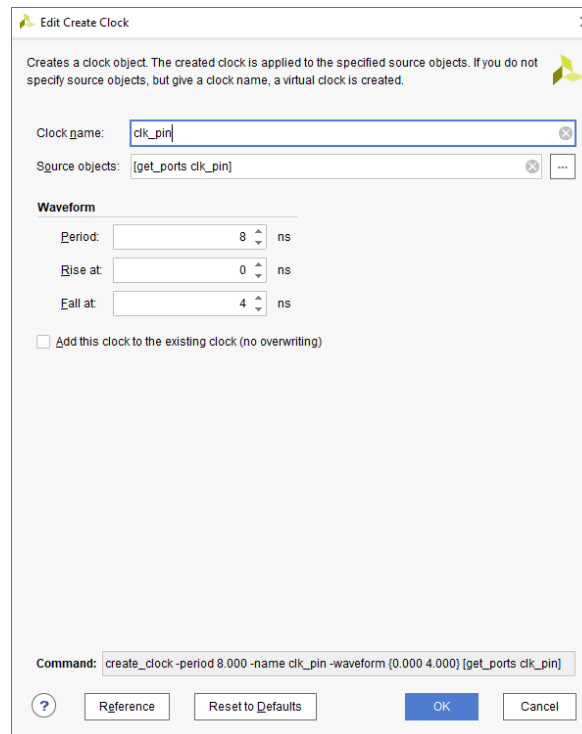 Edit Create Clock
Creates a clock object. The created clock is applied to the specified source objects. If you do not
specify source objects, but give a clock name, a virtual clock is created.
Clock name: clk_pin
Source objects: [get_ports clk_pin] ...
Waveform
Period: 8 ns
Rise at: 0 ns
Fall at: 4 ns
Add this clock to the existing clock (no overwriting)
Command: create_clock -period 8.000 -name clk_pin -waveform {0.000 4.000} [get_ports clk_pin]
? Reference Reset to Defaults OK Cancel